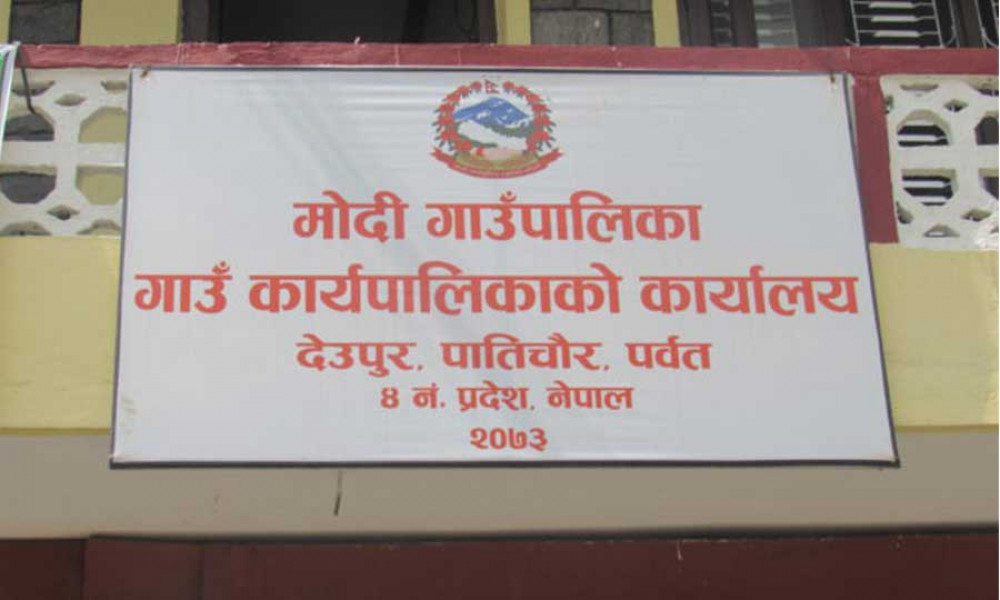 मोदी गाउँपालिका
गाउँ कार्यपालिकाको कार्यालय
देउपुर, पातिचौर, पर्वत
४ नं. प्रदेश, नेपाल
२०७३